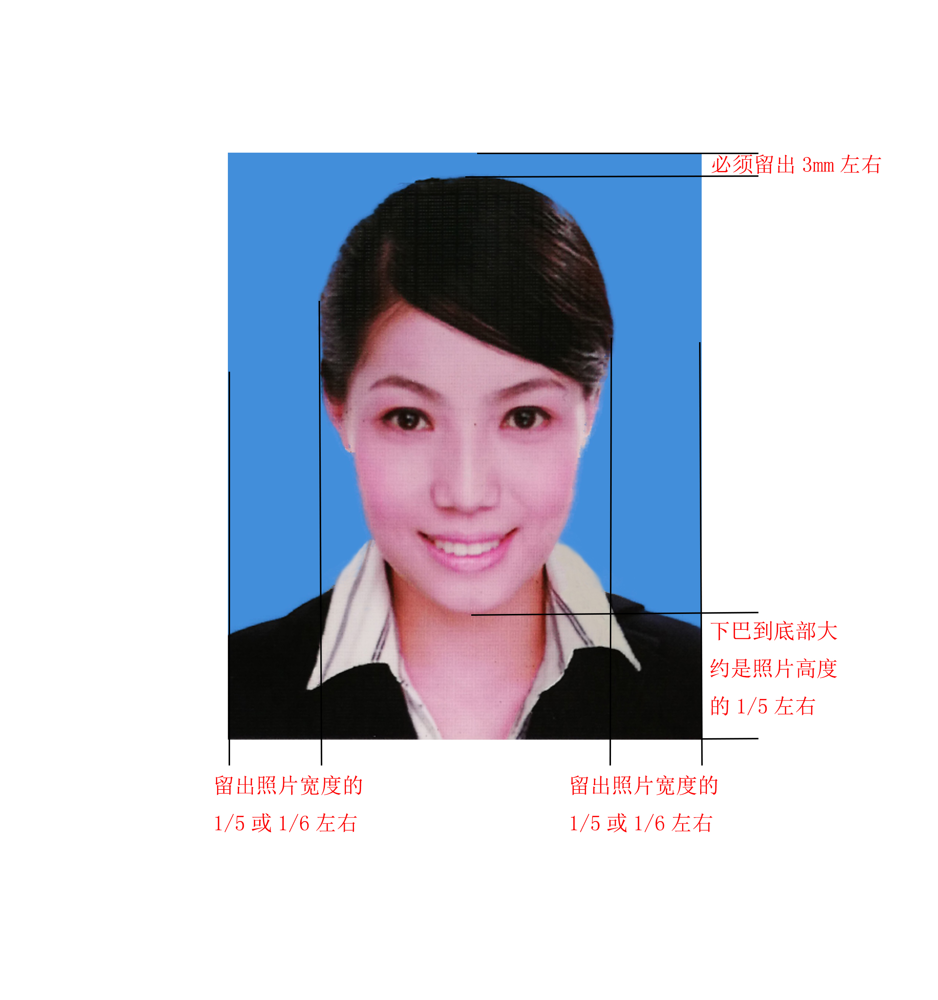 必须留出 3mm 左右
下巴到底部大
约是照片高度
的 1/5 左右
留出照片宽度的
1/5 或 1/6 左右
留出照片宽度的
1/5 或 1/6 左右